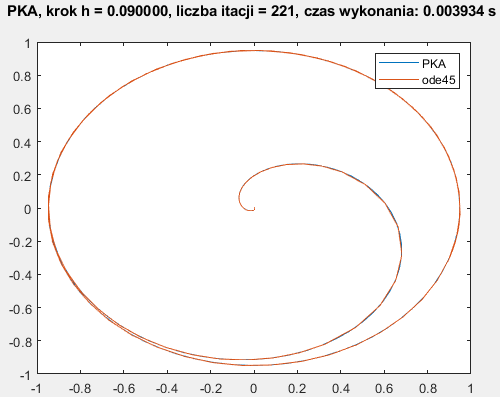 PKA, krok h = 0.090000, liczba itacji = 221, czas wykonania: 0.003934 s
PKA
ode45
1
0.8
0.6
0.4
0.2
0
-0.2
-0.4
-0.6
-0.8
-1
-1 -0.8 -0.6 -0.4 -0.2 0 0.2 0.4 0.6 0.8 1